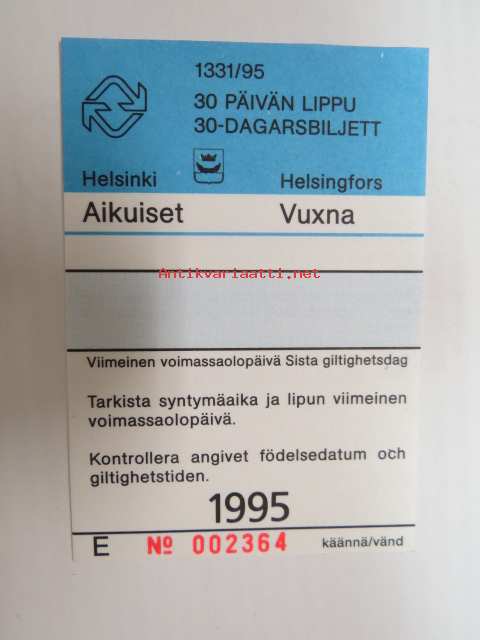 1331/95
30 PÄIVÄN LIPPU
30-DAGARSBILJETT
Helsinki Helsingfors
Aikuiset Vuxna
Antikvariaatti.net
Viimeinen voimassaolopäivä Sista giltighetsdag
Tarkista syntymäaika ja lipun viimeinen
voimassaolopäivä.
Kontrollera angivet födelsedatum och
giltighetstiden.
1995
E № 002364 käännä/vänd